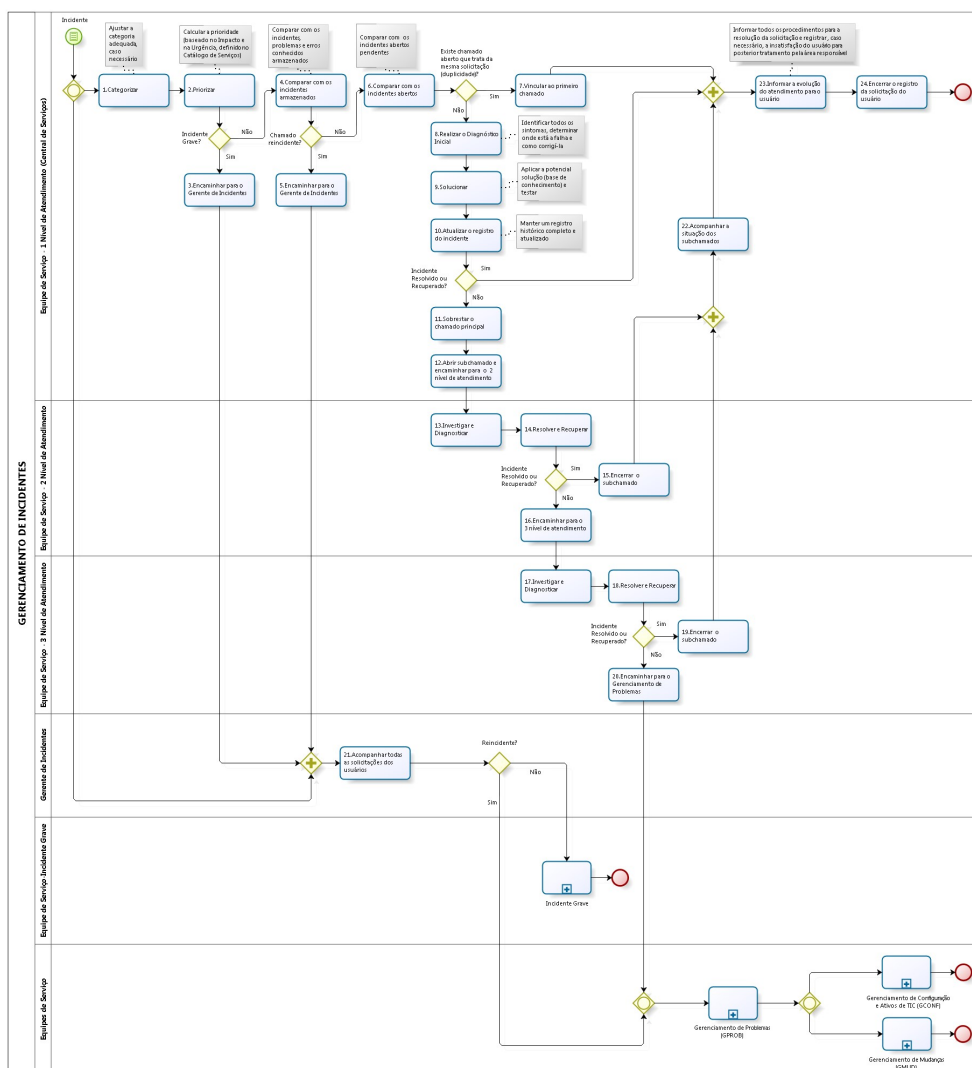 GERENCIAMENTO DE INCIDENTES
Equipe de Serviço - 1 Nível de Atendimento (Central de Serviços)
Incidente
Ajustar a
categoria
adequada,
caso
necessário
Calcular a prioridade
(baseado no Impacto e
na Urgência, definido no
Catálogo de Serviços)
Comparar com os
incidentes,
problemas e erros
conhecidos
armazenados
Comparar com os
incidentes abertos
pendentes
Existe chamado
aberto que trata da
mesma solicitação
(duplicidade)?
Informar todos os procedimentos para a
resolução da solicitação e registrar, caso
necessário, a insatisfação do usuário para
posterior tratamento pela área responsável
1.Categorizar
2.Priorizar
4.Comparar com os
incidentes
armazenados
6.Comparar com os
incidentes abertos
Sim
Não
7.Vincular ao primeiro
chamado
23.Informar a evolução
do atendimento para o
usuário
24.Encerrar o registro
da solicitação do
usuário
Incidente
Grave?
Não
Sim
Chamado
reincidente?
Não
Sim
3.Encaminhar para o
Gerente de Incidentes
5.Encaminhar para o
Gerente de Incidentes
8.Realizar o Diagnóstico
Inicial
Identificar todos os
sintomas, determinar
onde está a falha e
como corrigí-la
9.Solucionar
Aplicar a potencial
solução (base de
conhecimento) e
testar
10.Atualizar o registro
do incidente
Manter um registro
histórico completo e
atualizado
22.Acompanhar a
situação dos
subchamados
Incidente
Resolvido ou
Recuperado?
Sim
Não
11.Sobrestar o
chamado principal
12.Abrir subchamado e
encaminhar para o 2
nível de atendimento
Equipe de Serviço - 2 Nível de Atendimento
13.Investigar e
Diagnosticar
14.Resolver e Recuperar
Incidente
Resolvido ou
Recuperado?
Sim
Não
15.Encerrar o
subchamado
16.Encaminhar para o
3 nível de atendimento
Equipe de Serviço - 3 Nível de Atendimento
17.Investigar e
Diagnosticar
18.Resolver e Recuperar
Incidente
Resolvido ou
Recuperado?
Sim
Não
19.Encerrar o
subchamado
20.Encaminhar para o
Gerenciamento de
Problemas
Gerente de Incidentes
21.Acompanhar todas
as solicitações dos
usuários
Reincidente?
Não
Sim
Equipe de Serviço-Incidente Grave
Incidente Grave
Equipes de Serviço
Gerenciamento de Problemas
(GPROB)
Gerenciamento de Configuração
e Ativos de TIC (GCONF)
Gerenciamento de Mudanças
(GMUD)